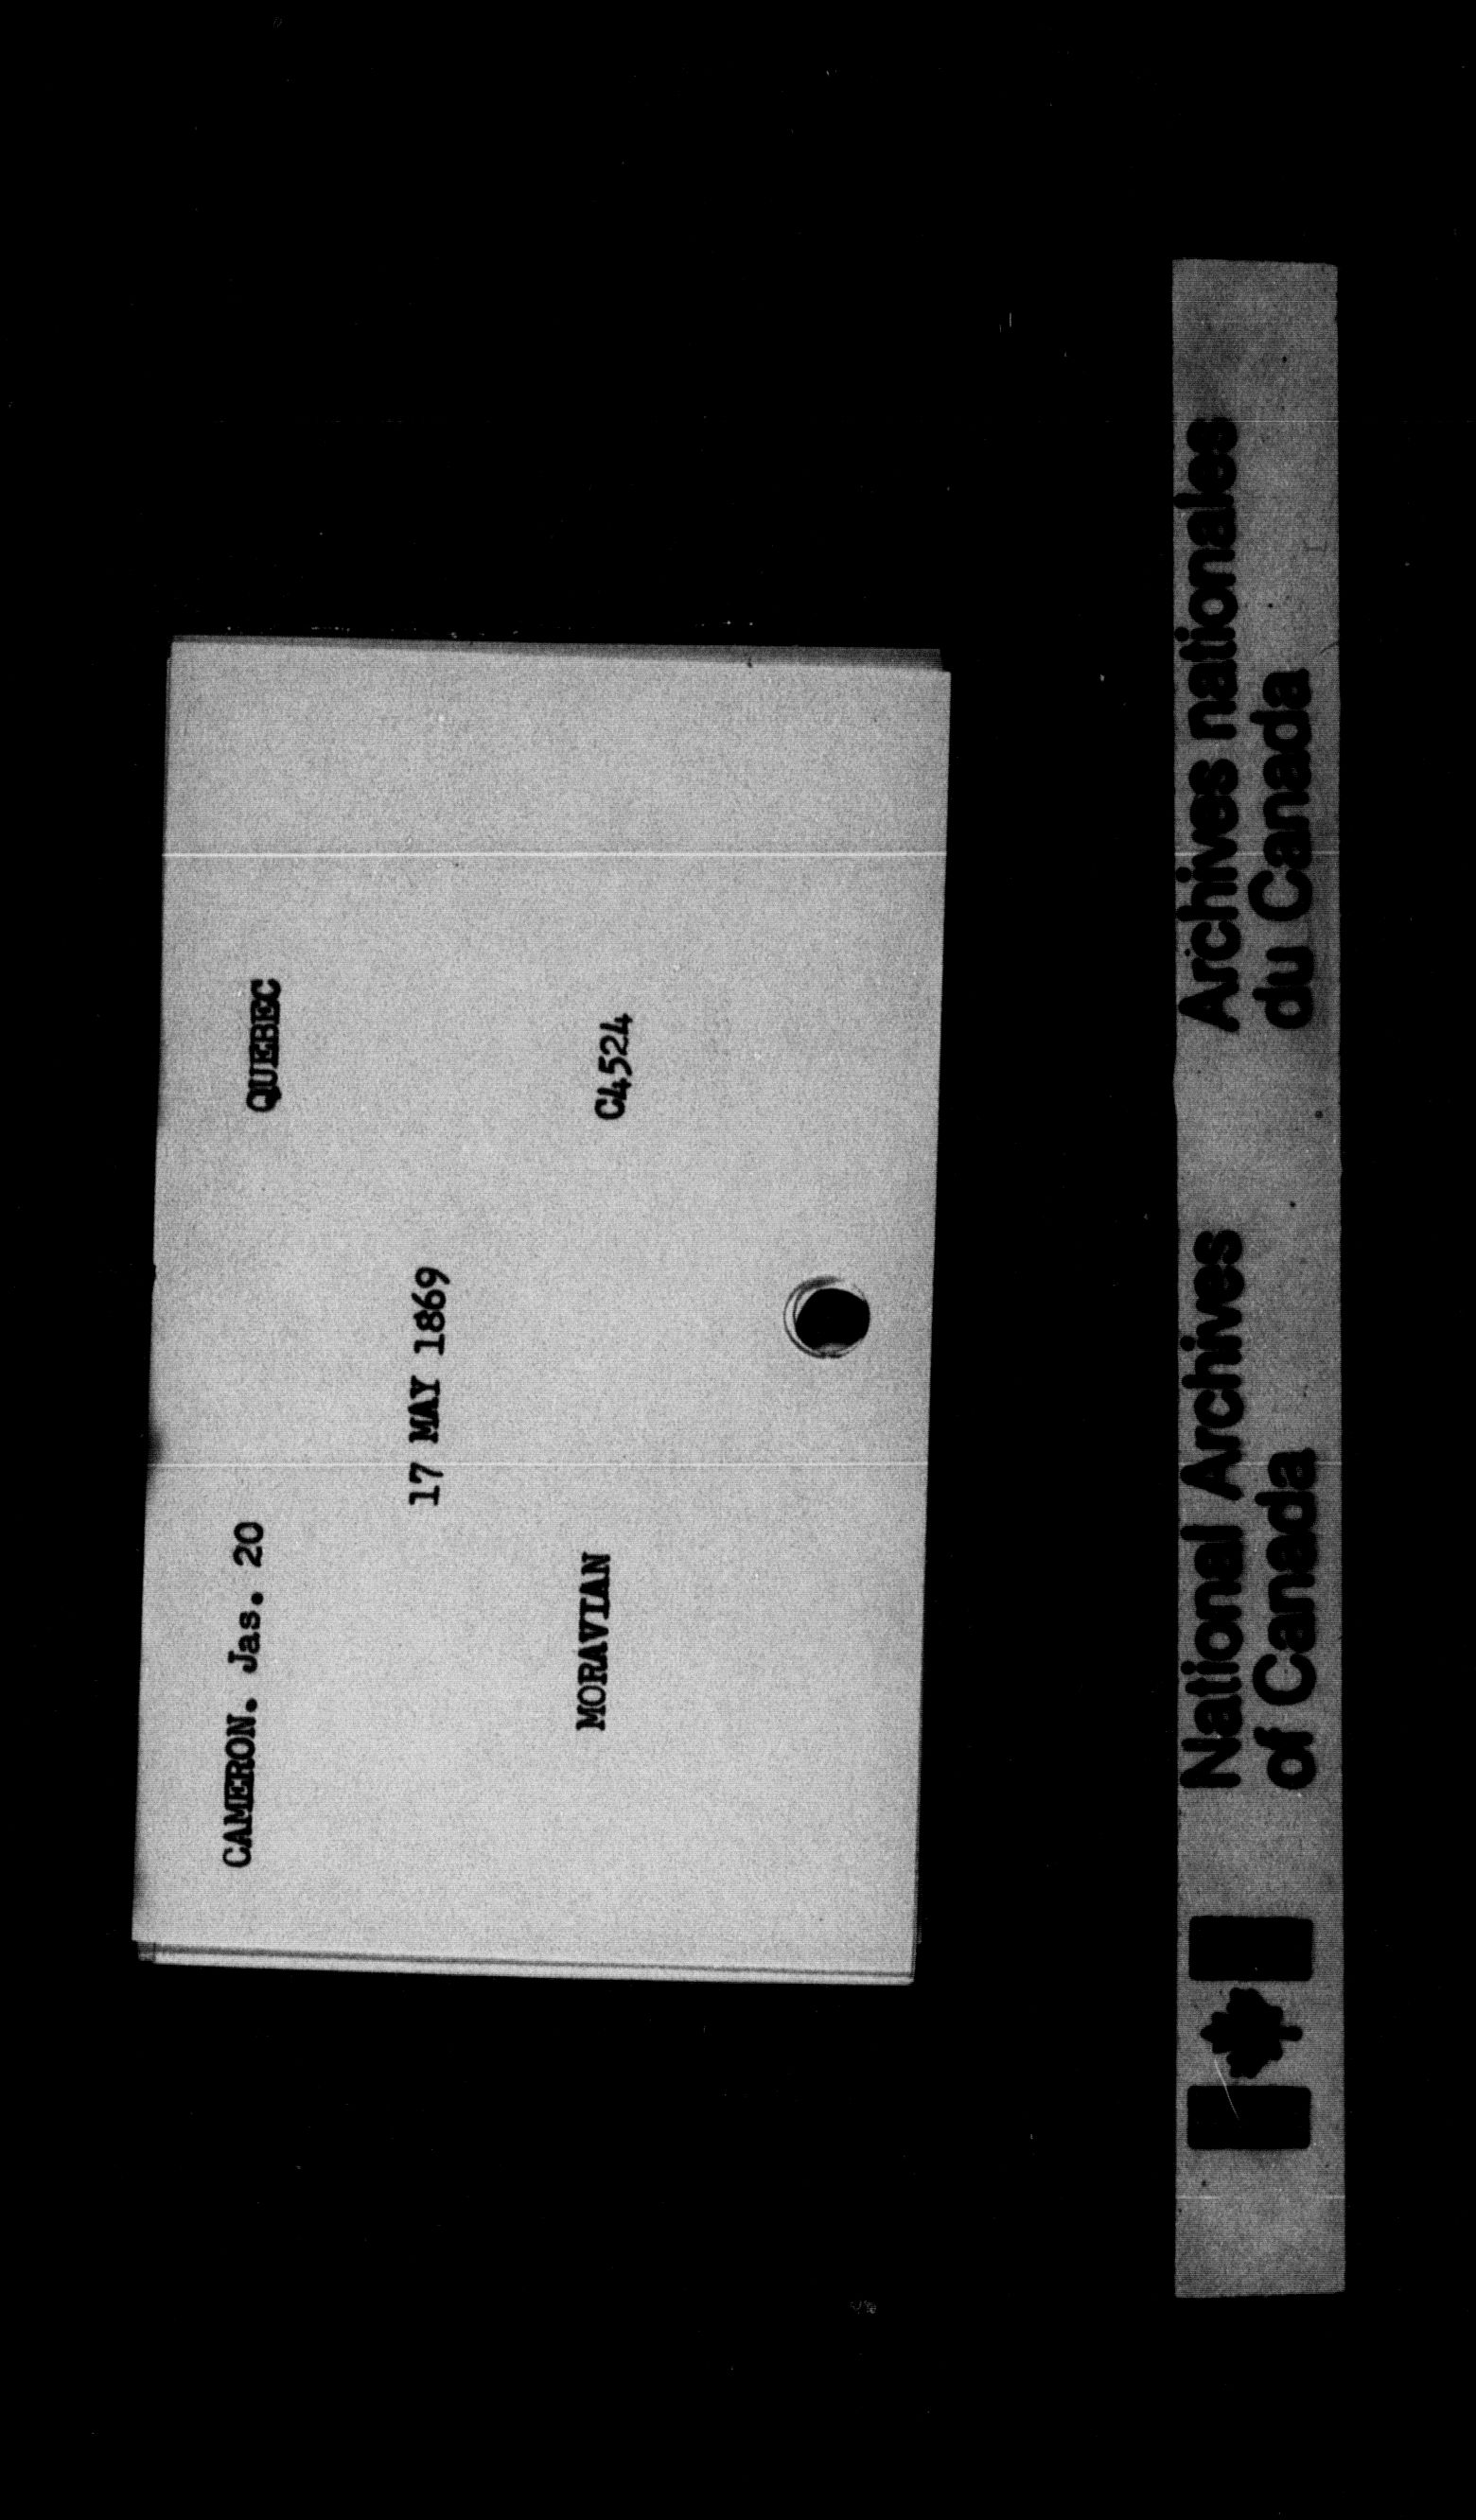 CAMERON. Jas. 20 QUEBEC
17 MAY 1869
MORAVIAN C4524
National Archives
of Canada
Archives nationales
du Canada